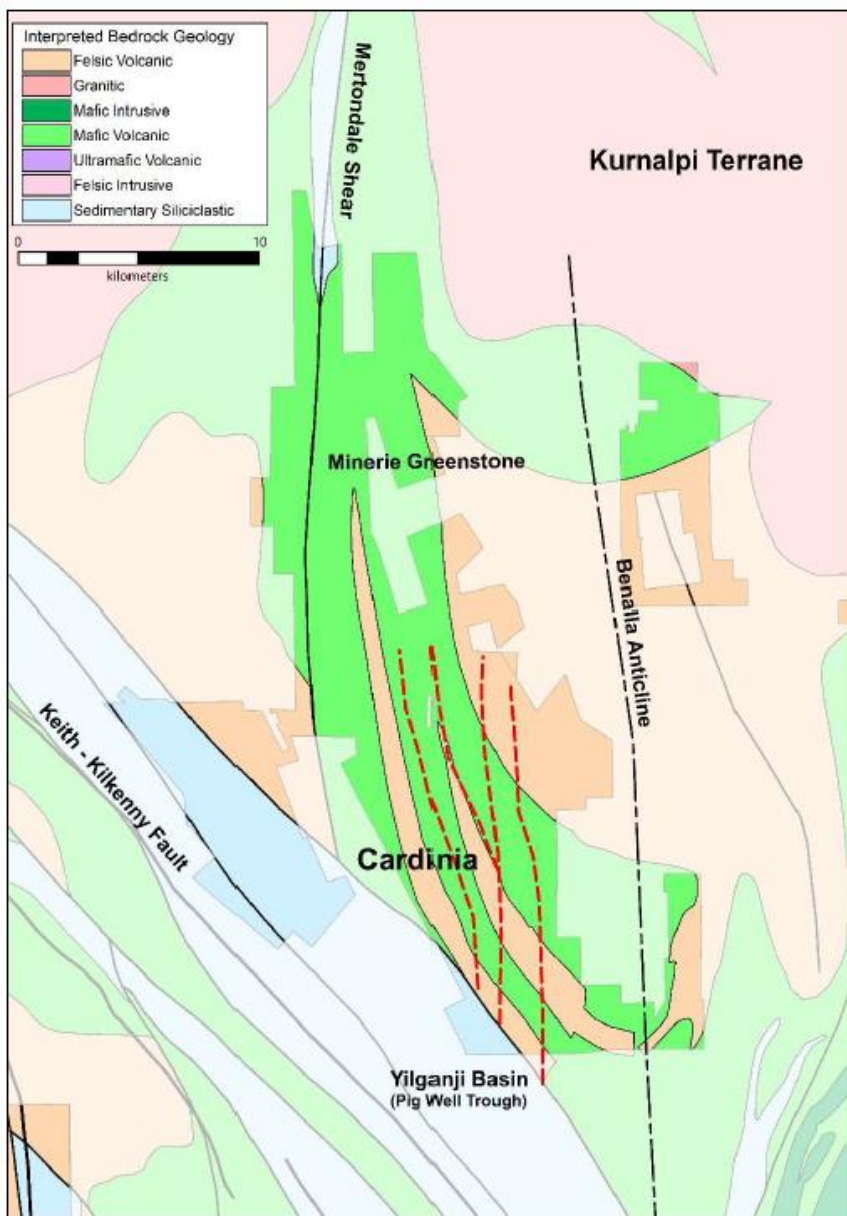 Interpreted Bedrock Geology
Felsic Volcanic
Granitic
Mafic Intrusive
Mafic Volcanic
Ultramafic Volcanic
Felsic Intrusive
Sedimentary Siliciclastic
0 10
kilometers
Mertondale Shear
Kurnalpi Terrane
Minerie Greenstone
Benalla Anticline
Keith - Kilkenny Fault
Cardinia
Yilganji Basin
(Pig Well Trough)